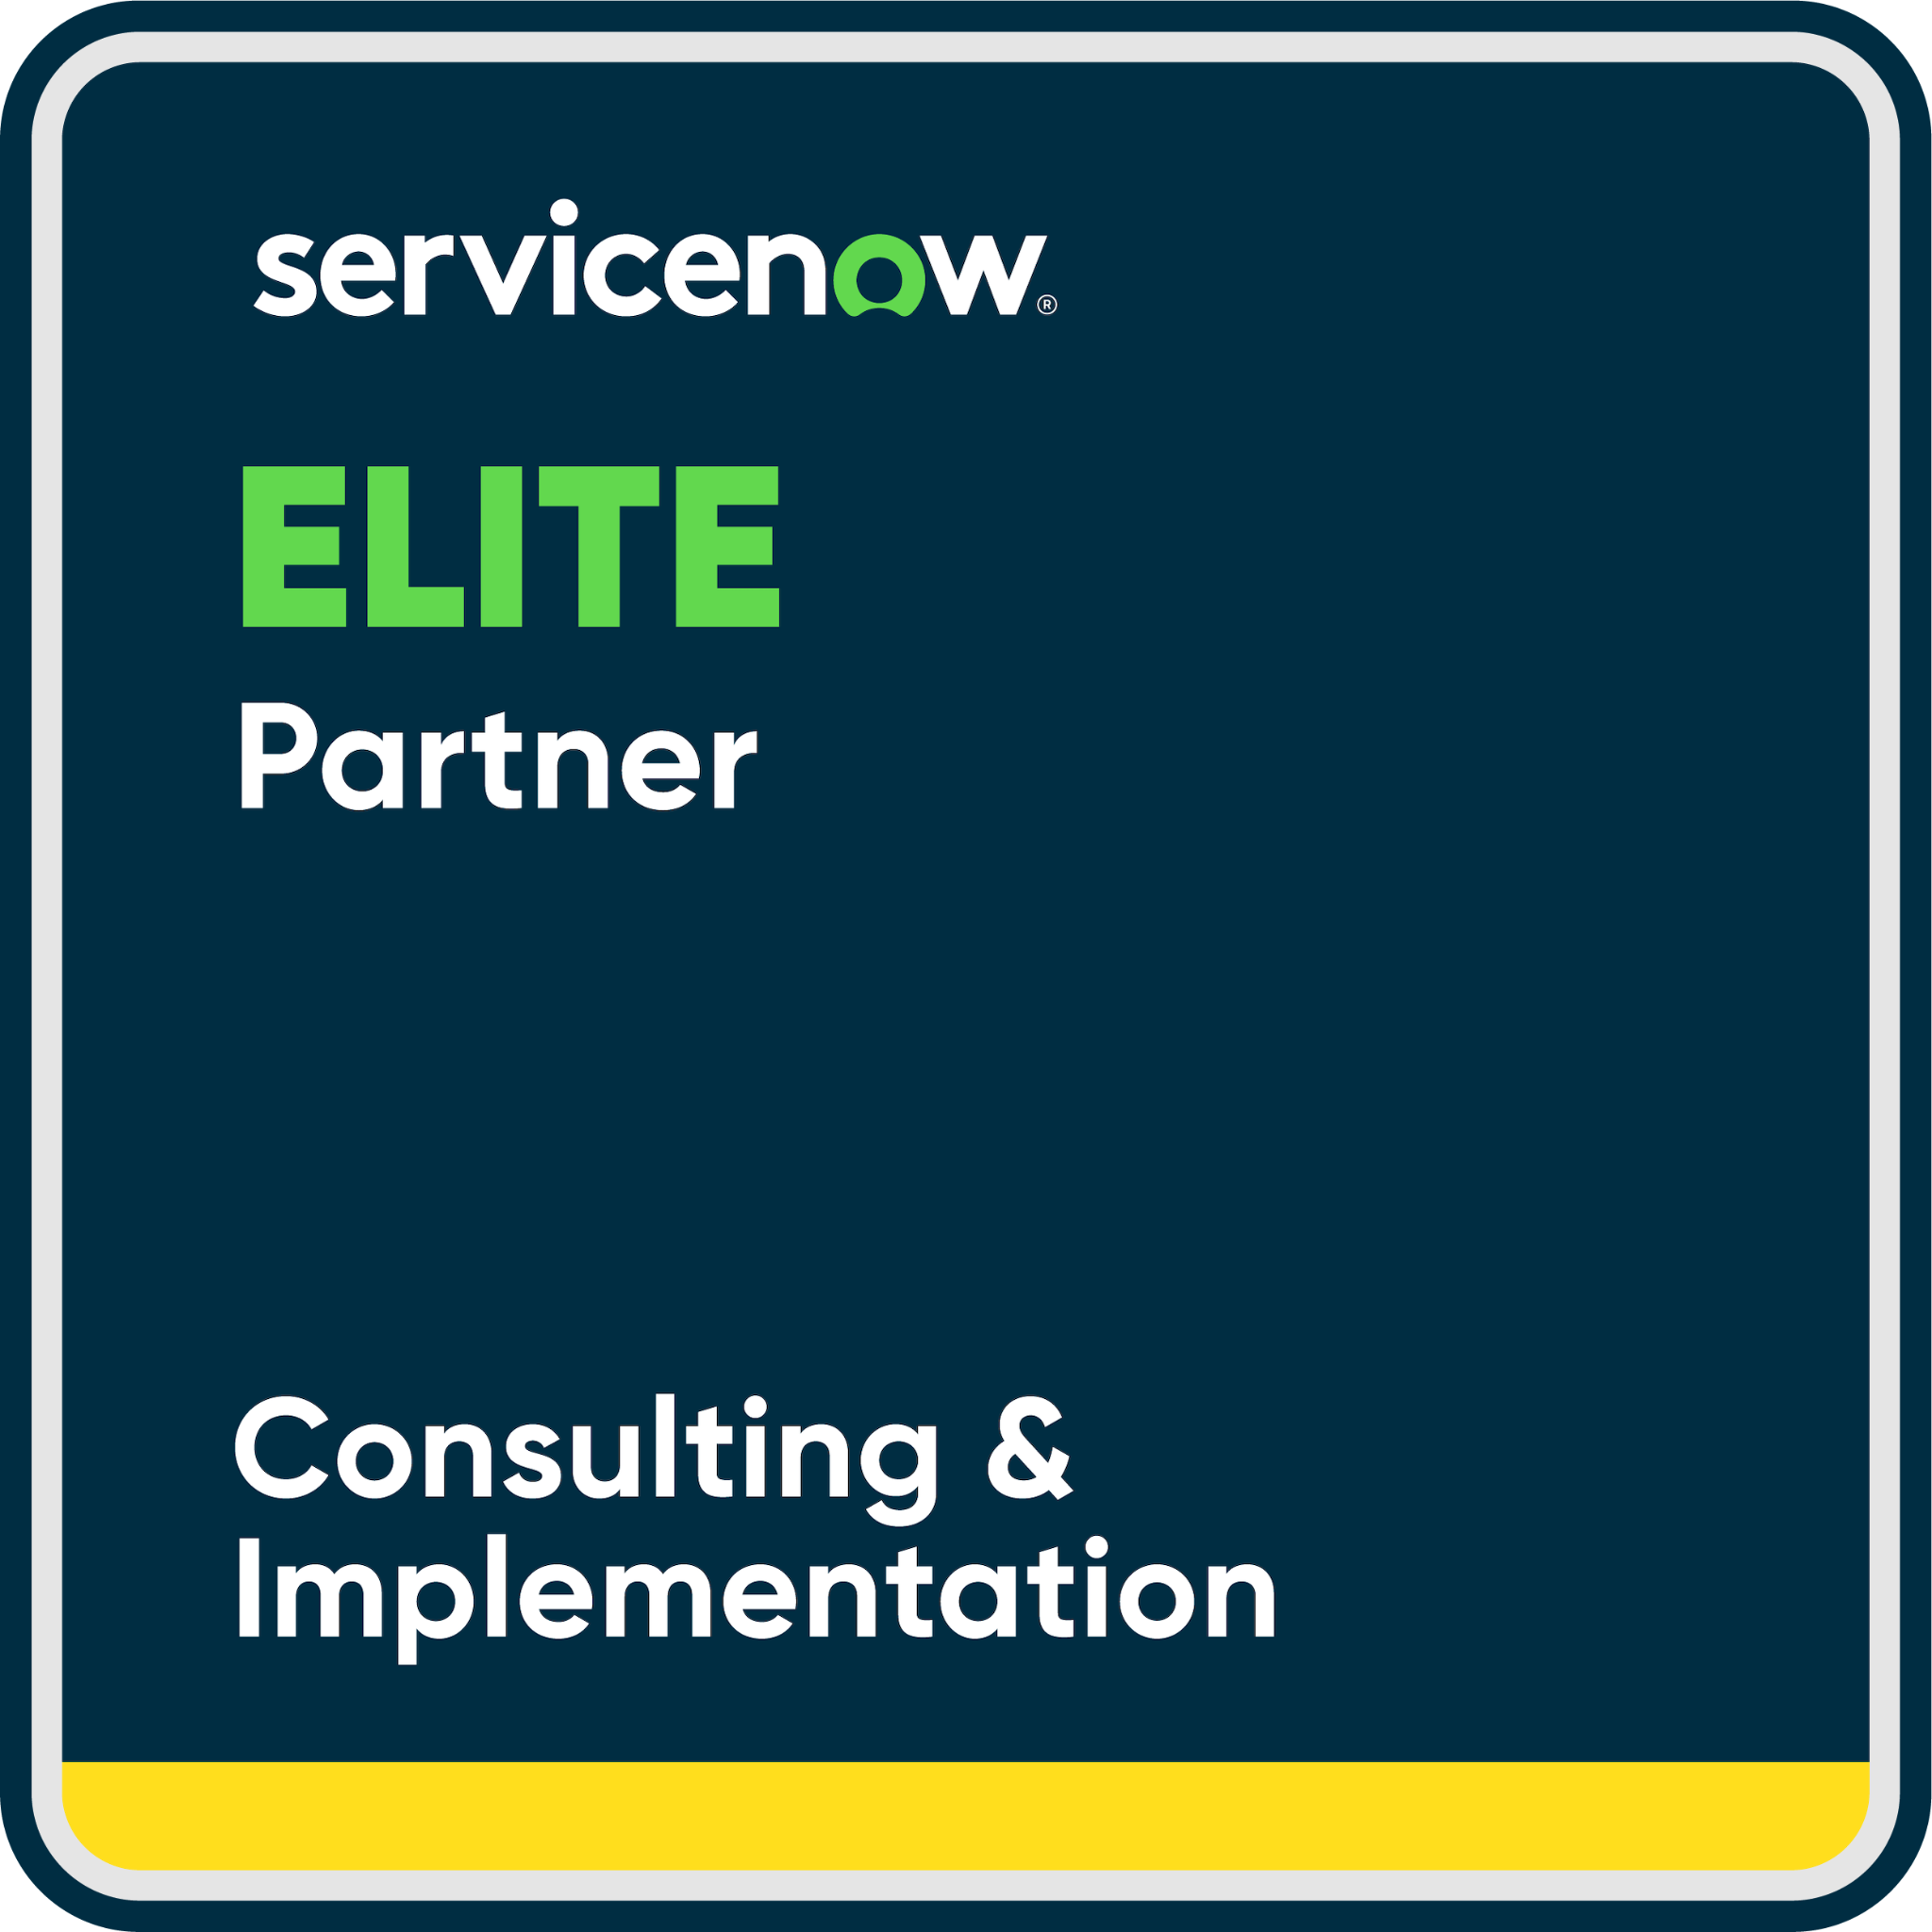 servicenow®
ELITE
Partner
Consulting &
Implementation